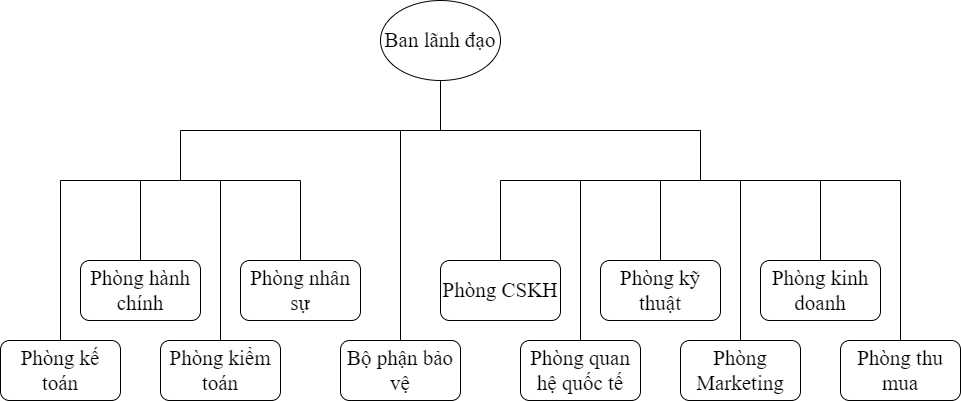 Ban lãnh đạo
Phòng hành
chính
Phòng nhân
sự
Phòng CSKH
Phòng kỹ
thuật
Phòng kinh
doanh
Phòng kế
toán
Phòng kiểm
toán
Bộ phận bảo
vệ
Phòng quan
hệ quốc tế
Phòng
Marketing
Phòng thu
mua